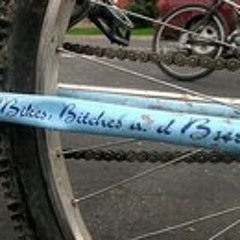 Bikes, Bitches a. d